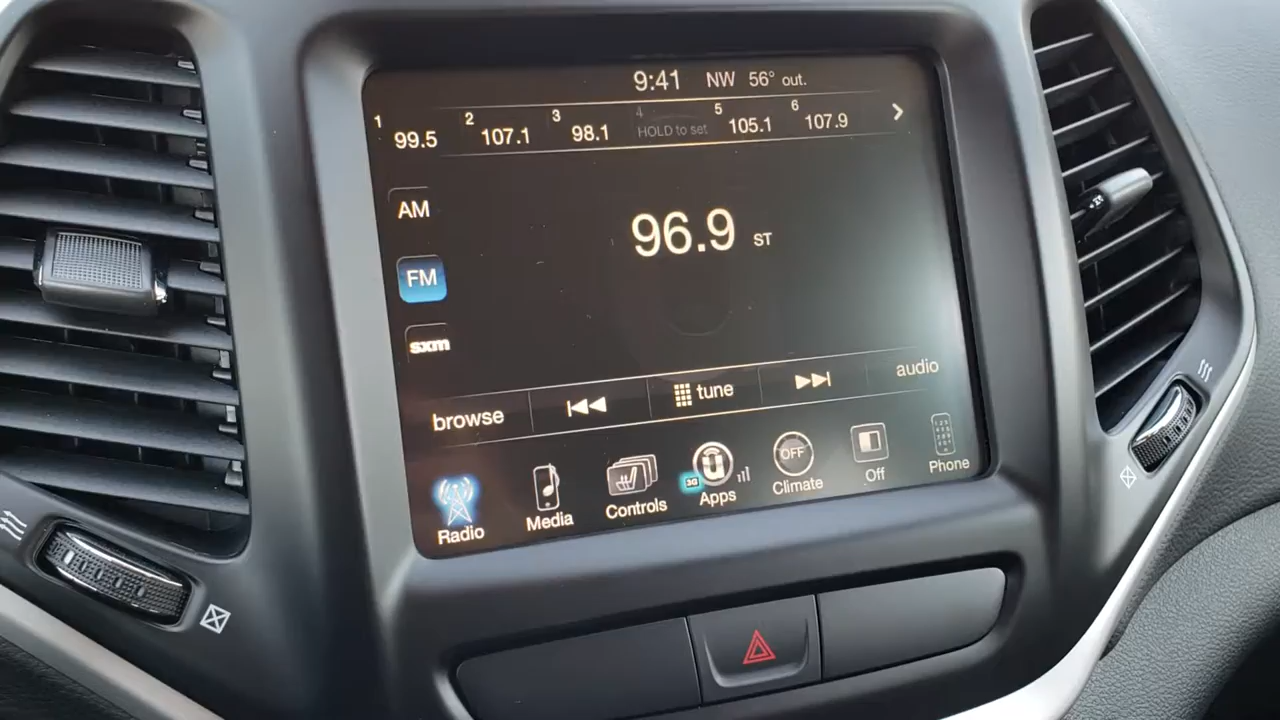 9:41 NW 56° out.
1 99.5 2 107.1 3 98.1 4 HOLD to set 5 105.1 6 107.9
AM
96.9 ST
FM
sxm
browse tune audio
3G OFF
Radio Media Controls Apps Climate Off Phone